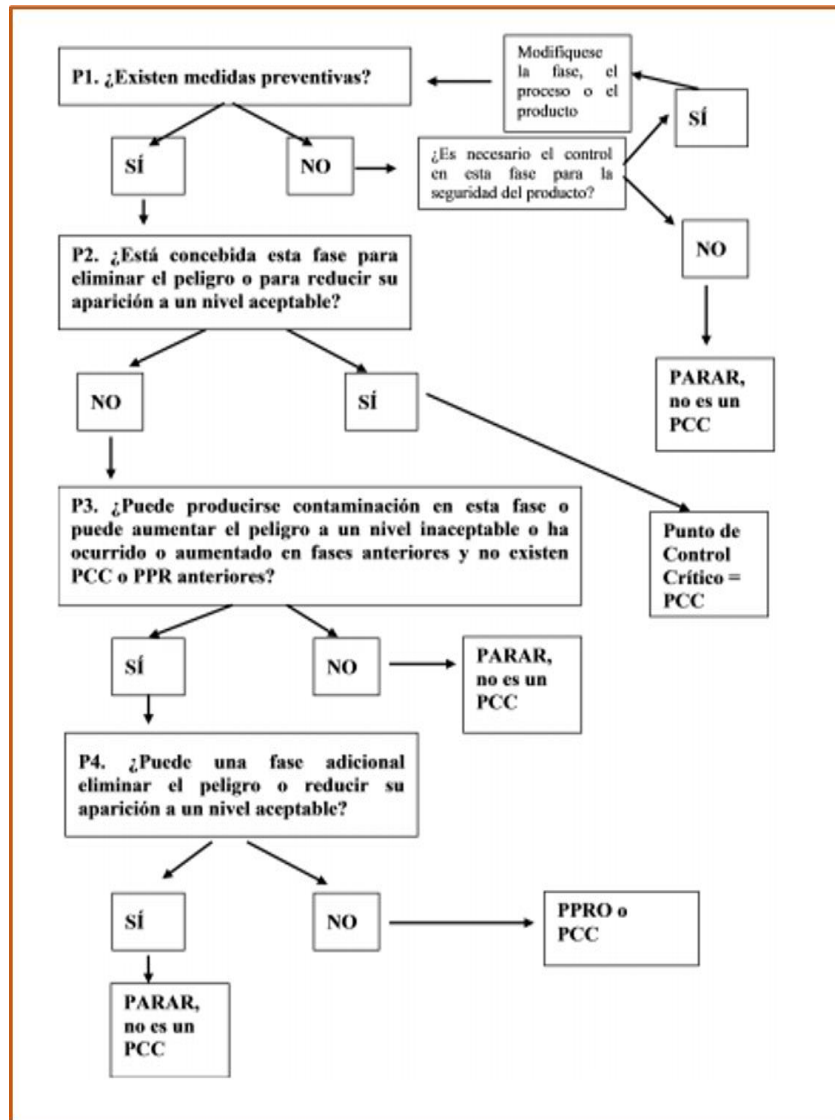 P1. ¿Existen medidas preventivas?
Modifíquese
la fase, el
proceso o el
producto
SÍ
NO
¿Es necesario el control
en esta fase para la
seguridad del producto?
SÍ
NO
PARAR,
no es un
PCC
P2. ¿Está concebida esta fase para
eliminar el peligro o para reducir su
aparición a un nivel aceptable?
NO
SÍ
Punto de
Control
Crítico =
PCC
P3. ¿Puede producirse contaminación en esta fase o
puede aumentar el peligro a un nivel inaceptable o ha
ocurrido o aumentado en fases anteriores y no existen
PCC o PPR anteriores?
SÍ
NO
PARAR,
no es un
PCC
P4. ¿Puede una fase adicional
eliminar el peligro o reducir su
aparición a un nivel aceptable?
SÍ
NO
PPRO o
PCC
PARAR,
no es un
PCC